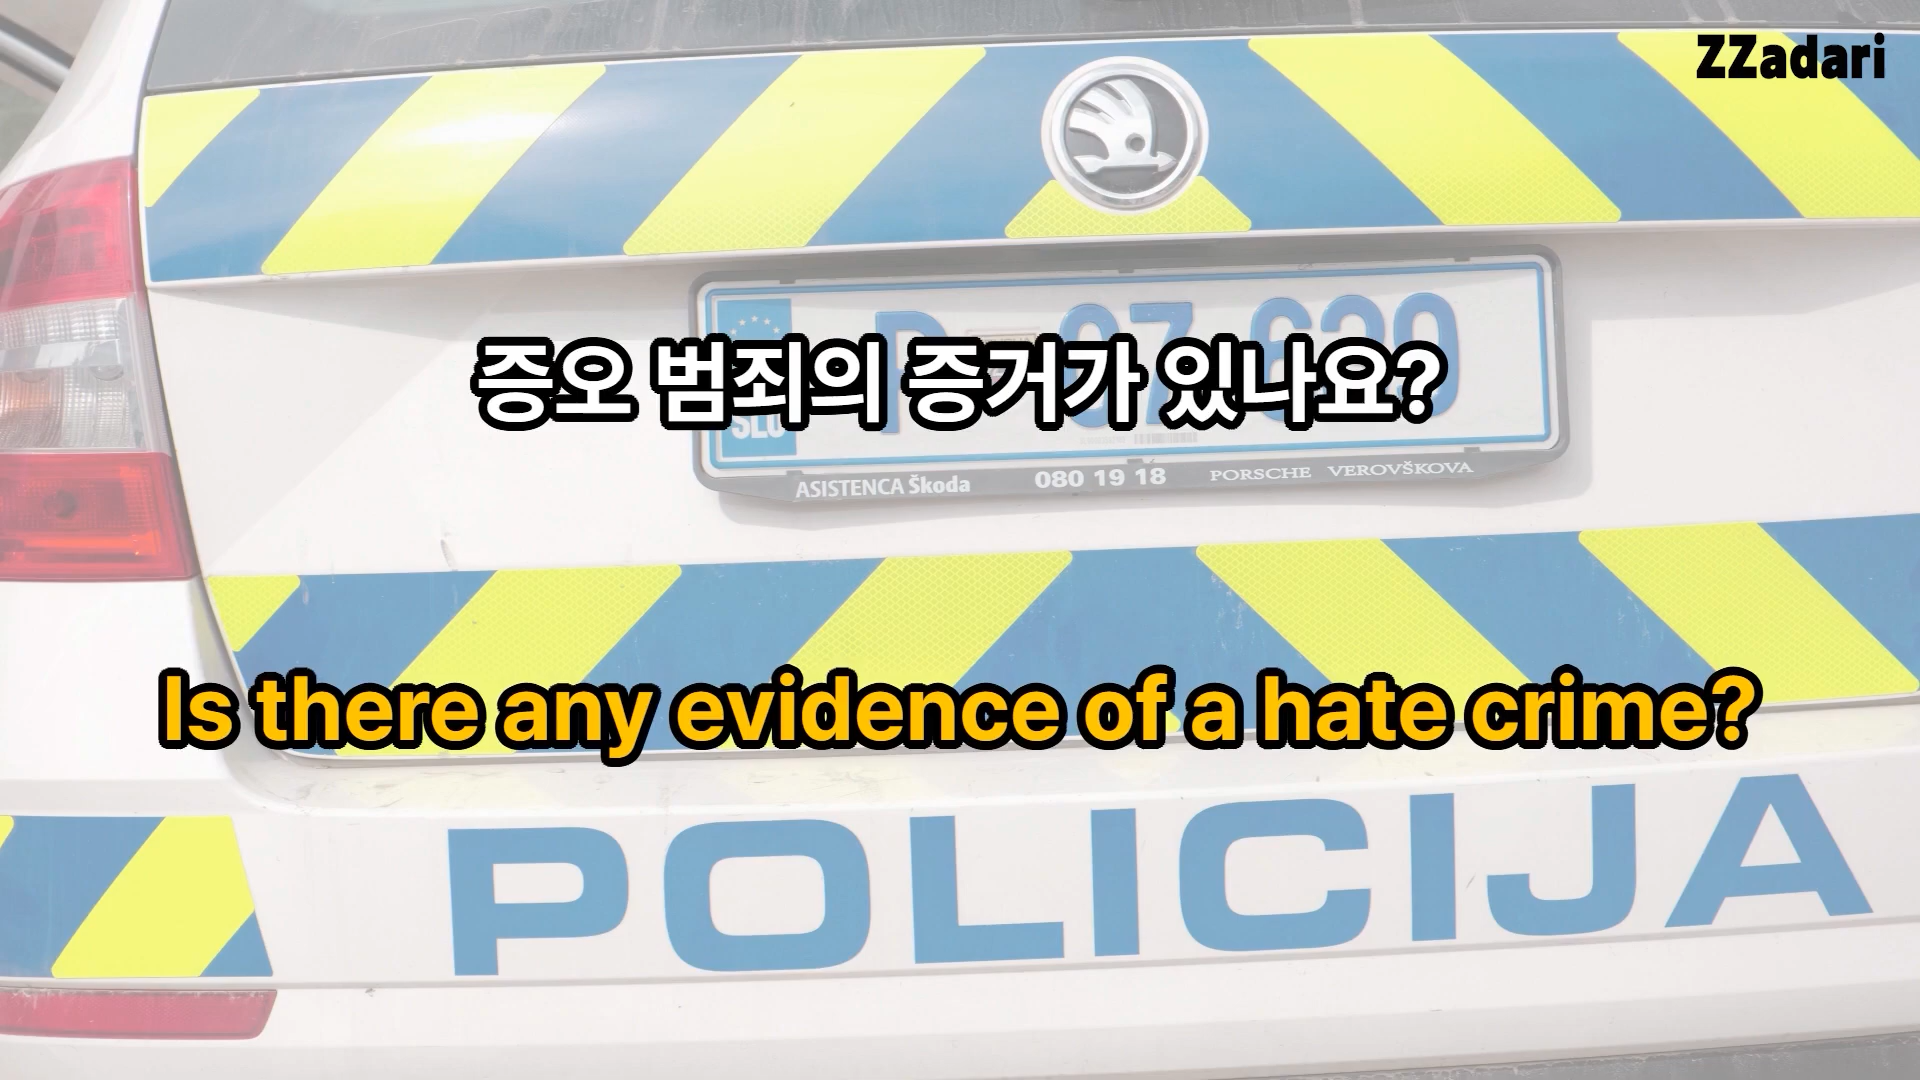 ZZadari
증오 범죄의 증거가 있나요?
SLO
ASISTENCA Škoda 080 19 18 PORSCHE VEROVŠKOVA
Is there any evidence of a hate crime?
POLICIJA